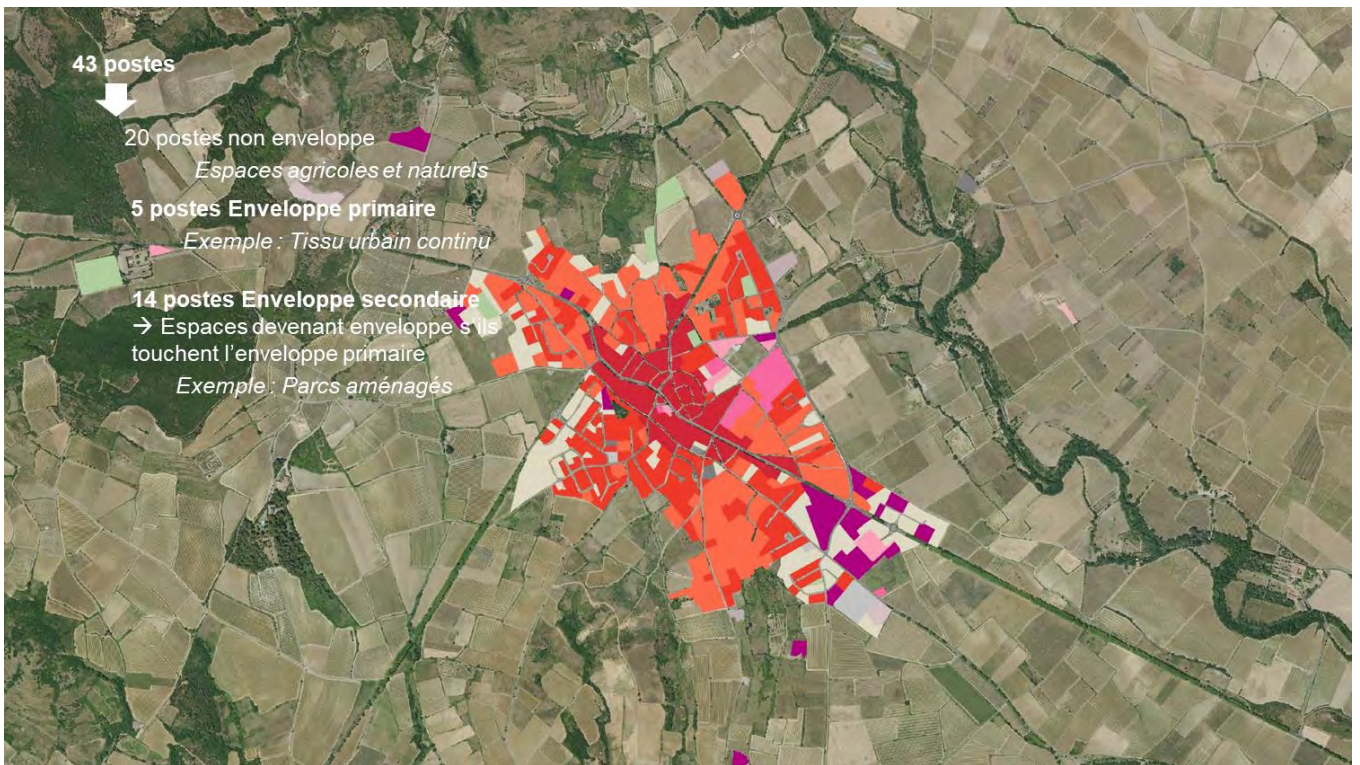 43 postes
20 postes non enveloppe
Espaces agricoles et naturels
5 postes Enveloppe primaire
Exemple : Tissu urbain continu
14 postes Enveloppe secondaire
→ Espaces devenant enveloppe s'ils
touchent l'enveloppe primaire
Exemple : Parcs aménagés